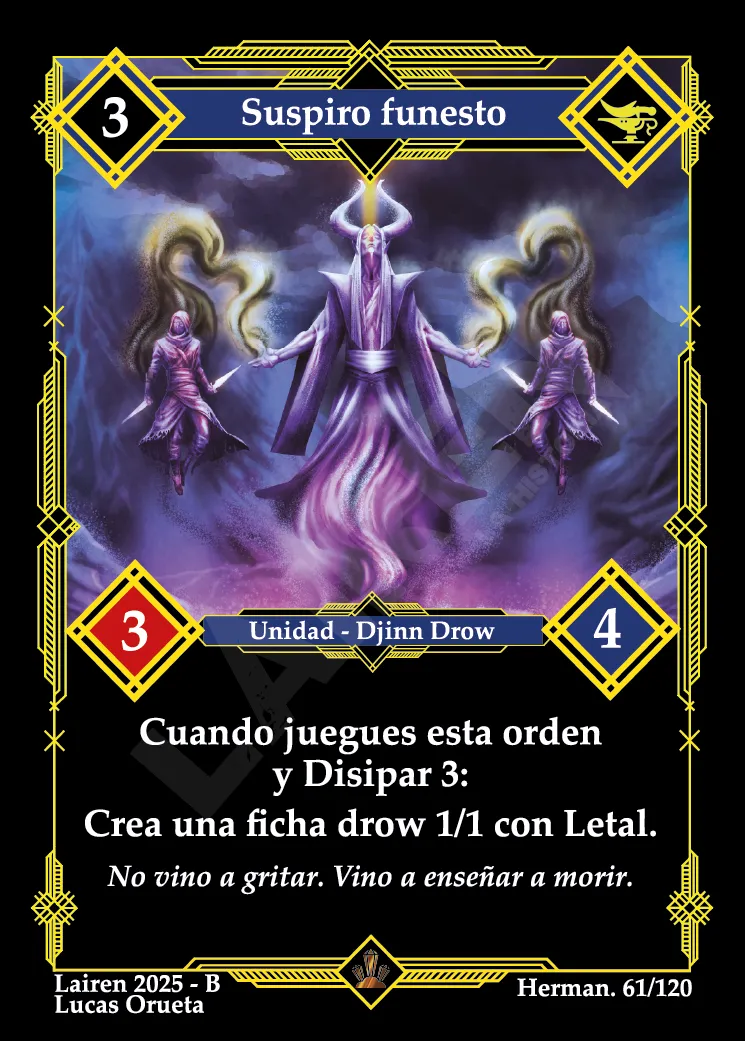 3
Suspiro funesto
3
Unidad - Djinn Drow
4
Cuando juegues esta orden
y Disipar 3:
Crea una ficha drow 1/1 con Letal.
No vino a gritar. Vino a enseñar a morir.
Lairen 2025 - B
Lucas Orueta
Herman. 61/120